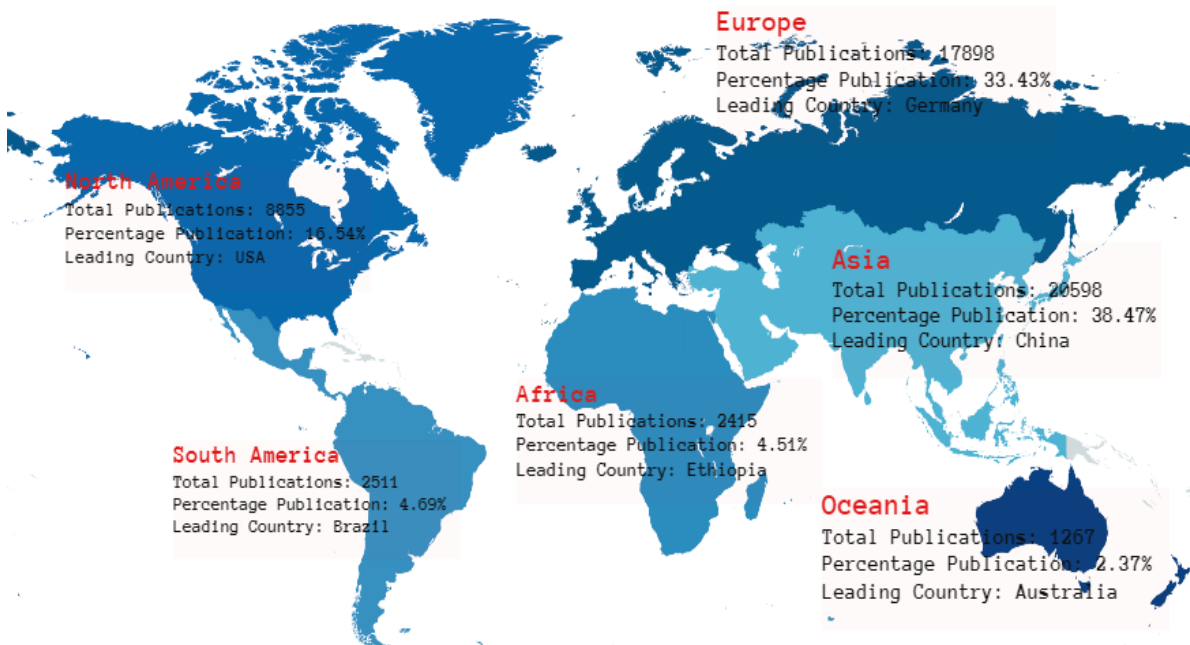 Europe
Total Publications: 17898
Percentage Publication: 33.43%
Leading Country: Germany
North America
Total Publications: 8855
Percentage Publication: 16.54%
Leading Country: USA
Asia
Total Publications: 20598
Percentage Publication: 38.47%
Leading Country: China
Africa
Total Publications: 2415
Percentage Publication: 4.51%
Leading Country: Ethiopia
South America
Total Publications: 2511
Percentage Publication: 4.69%
Leading Country: Brazil
Oceania
Total Publications: 1267
Percentage Publication: 2.37%
Leading Country: Australia